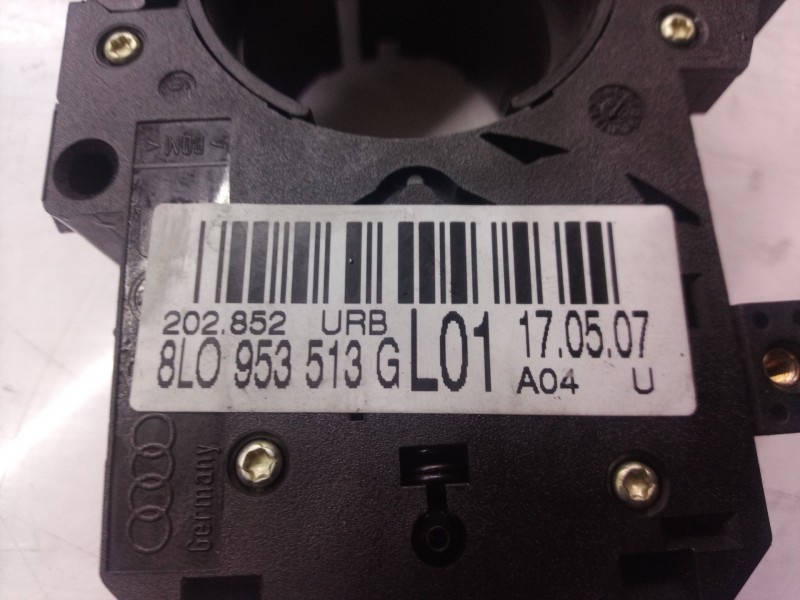 202.852 URB
8L0 953 513 G L01 17.05.07
A04 U
Germany